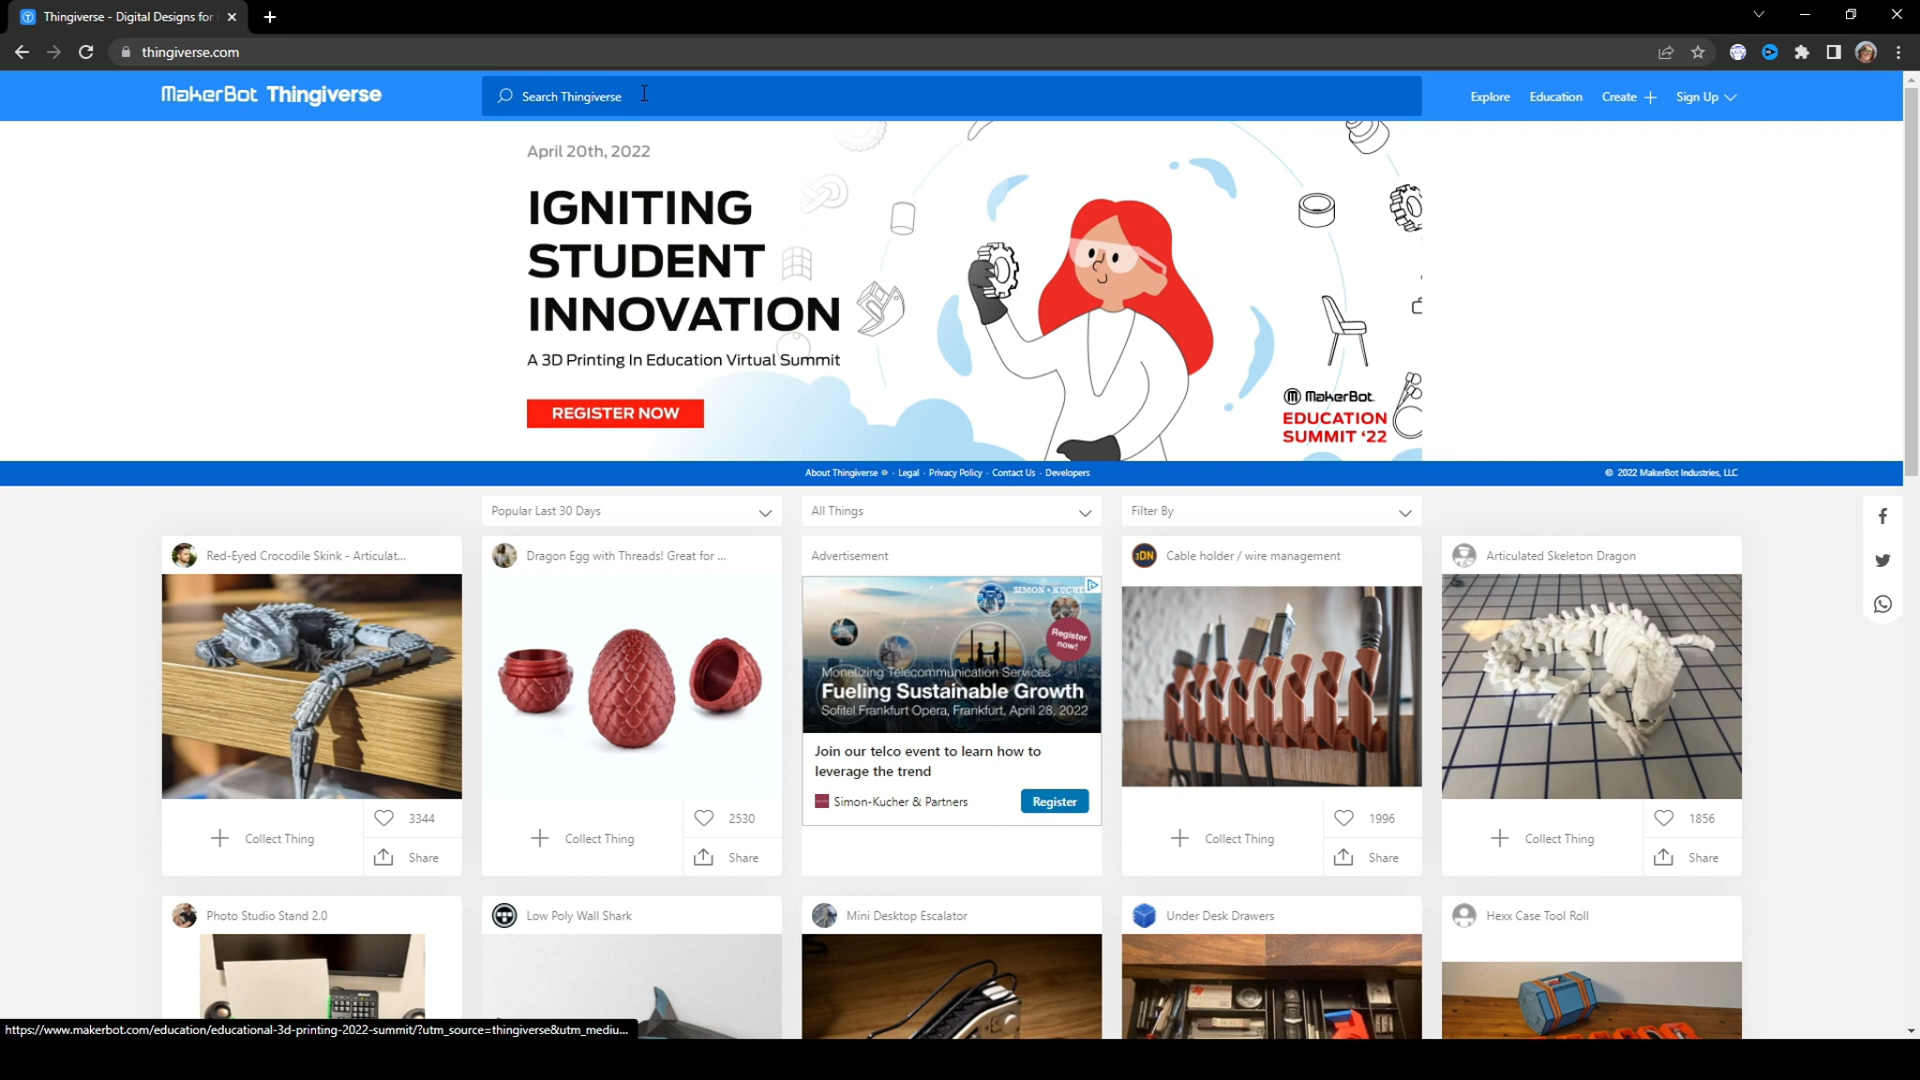 Thingiverse - Digital Designs for
thingiverse.com
MakerBot Thingiverse
Search Thingiverse
Explore
Education
Create
Sign Up
April 20th, 2022
IGNITING
STUDENT
INNOVATION
A 3D Printing In Education Virtual Summit
REGISTER NOW
MakerBot
EDUCATION
SUMMIT '22
About Thingiverse ® · Legal · Privacy Policy · Contact Us · Developers
© 2022 MakerBot Industries, LLC
Popular Last 30 Days
All Things
Filter By
Red-Eyed Crocodile Skink - Articulat...
Dragon Egg with Threads! Great for ...
Advertisement
3DN
Cable holder / wire management
Articulated Skeleton Dragon
SIMON • KUCHER
Register
now!
Monetizing Telecommunication Services
Fueling Sustainable Growth
Sofitel Frankfurt Opera, Frankfurt, April 28, 2022
Join our telco event to learn how to
leverage the trend
Simon-Kucher & Partners
Register
Collect Thing
3344
Share
Collect Thing
2530
Share
Collect Thing
1996
Share
Collect Thing
1856
Share
Photo Studio Stand 2.0
Low Poly Wall Shark
Mini Desktop Escalator
Under Desk Drawers
Hexx Case Tool Roll
https://www.makerbot.com/education/educational-3d-printing-2022-summit/?utm_source=thingiverse&utm_mediu...